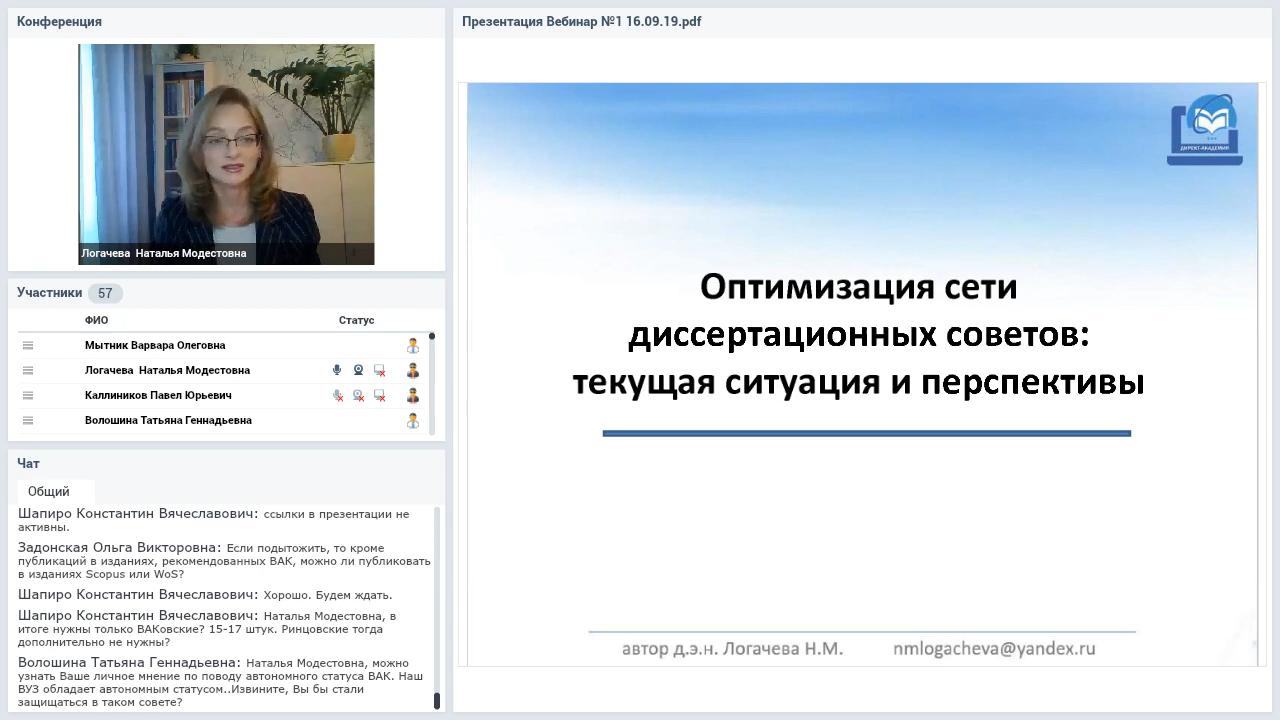 Конференция
Логачева Наталья Модестовна
Участники 57
ФИО Статус
Мытник Варвара Олеговна
Логачева Наталья Модестовна
Каллиников Павел Юрьевич
Волошина Татьяна Геннадьевна
Чат
Общий
Шапиро Константин Вячеславович: ссылки в презентации не
активны.
Задонская Ольга Викторовна: Если подытожить, то кроме
публикаций в изданиях, рекомендованных ВАК, можно ли публиковать
в изданиях Scopus или WoS?
Шапиро Константин Вячеславович: Хорошо. Будем ждать.
Шапиро Константин Вячеславович: Наталья Модестовна, в
итоге нужны только ВАКовские? 15-17 штук. Ринцовские тогда
дополнительно не нужны?
Волошина Татьяна Геннадьевна: Наталья Модестовна, можно
узнать Ваше личное мнение по поводу автономного статуса ВАК. Наш
ВУЗ обладает автономным статусом..Извините, Вы бы стали
защищаться в таком совете?
Презентация Вебинар №1 16.09.19.pdf
ДИРЕКТ-АКАДЕМИЯ
Оптимизация сети
диссертационных советов:
текущая ситуация и перспективы
автор д.э.н. Логачева Н.М. nmlogacheva@yandex.ru